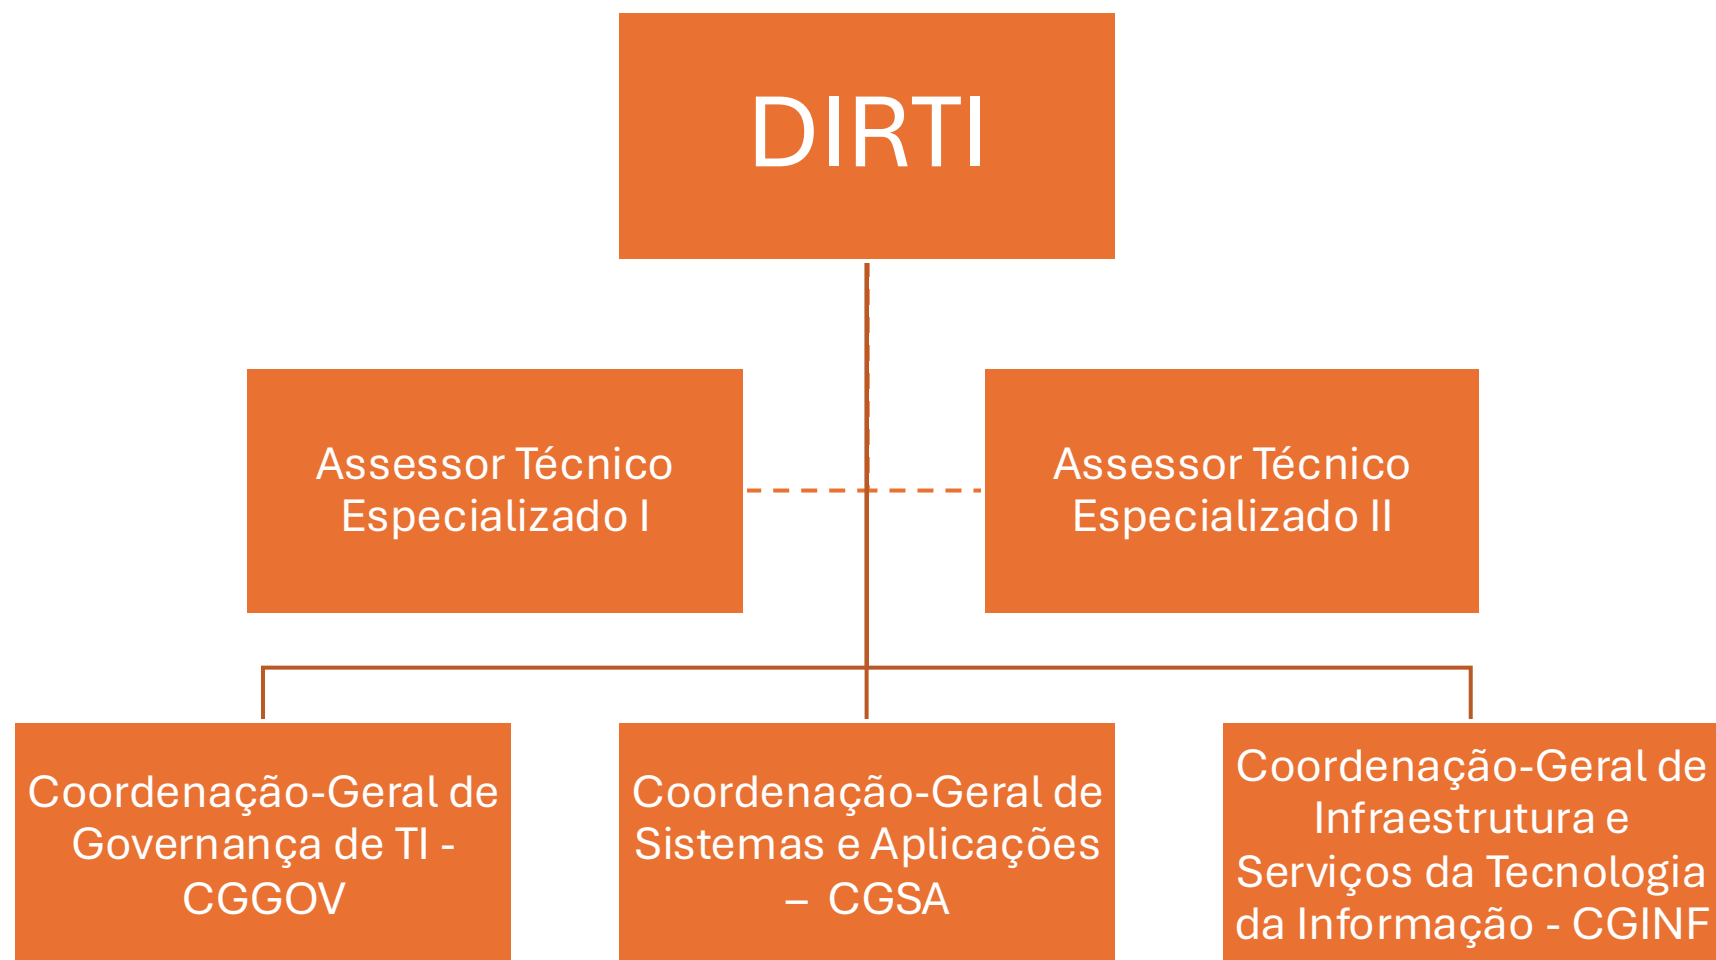 DIRTI
Assessor Técnico
Especializado I
Assessor Técnico
Especializado II
Coordenação-Geral de
Governança de TI -
CGGOV
Coordenação-Geral de
Sistemas e Aplicações
– CGSA
Coordenação-Geral de
Infraestrutura e
Serviços da Tecnologia
da Informação - CGINF